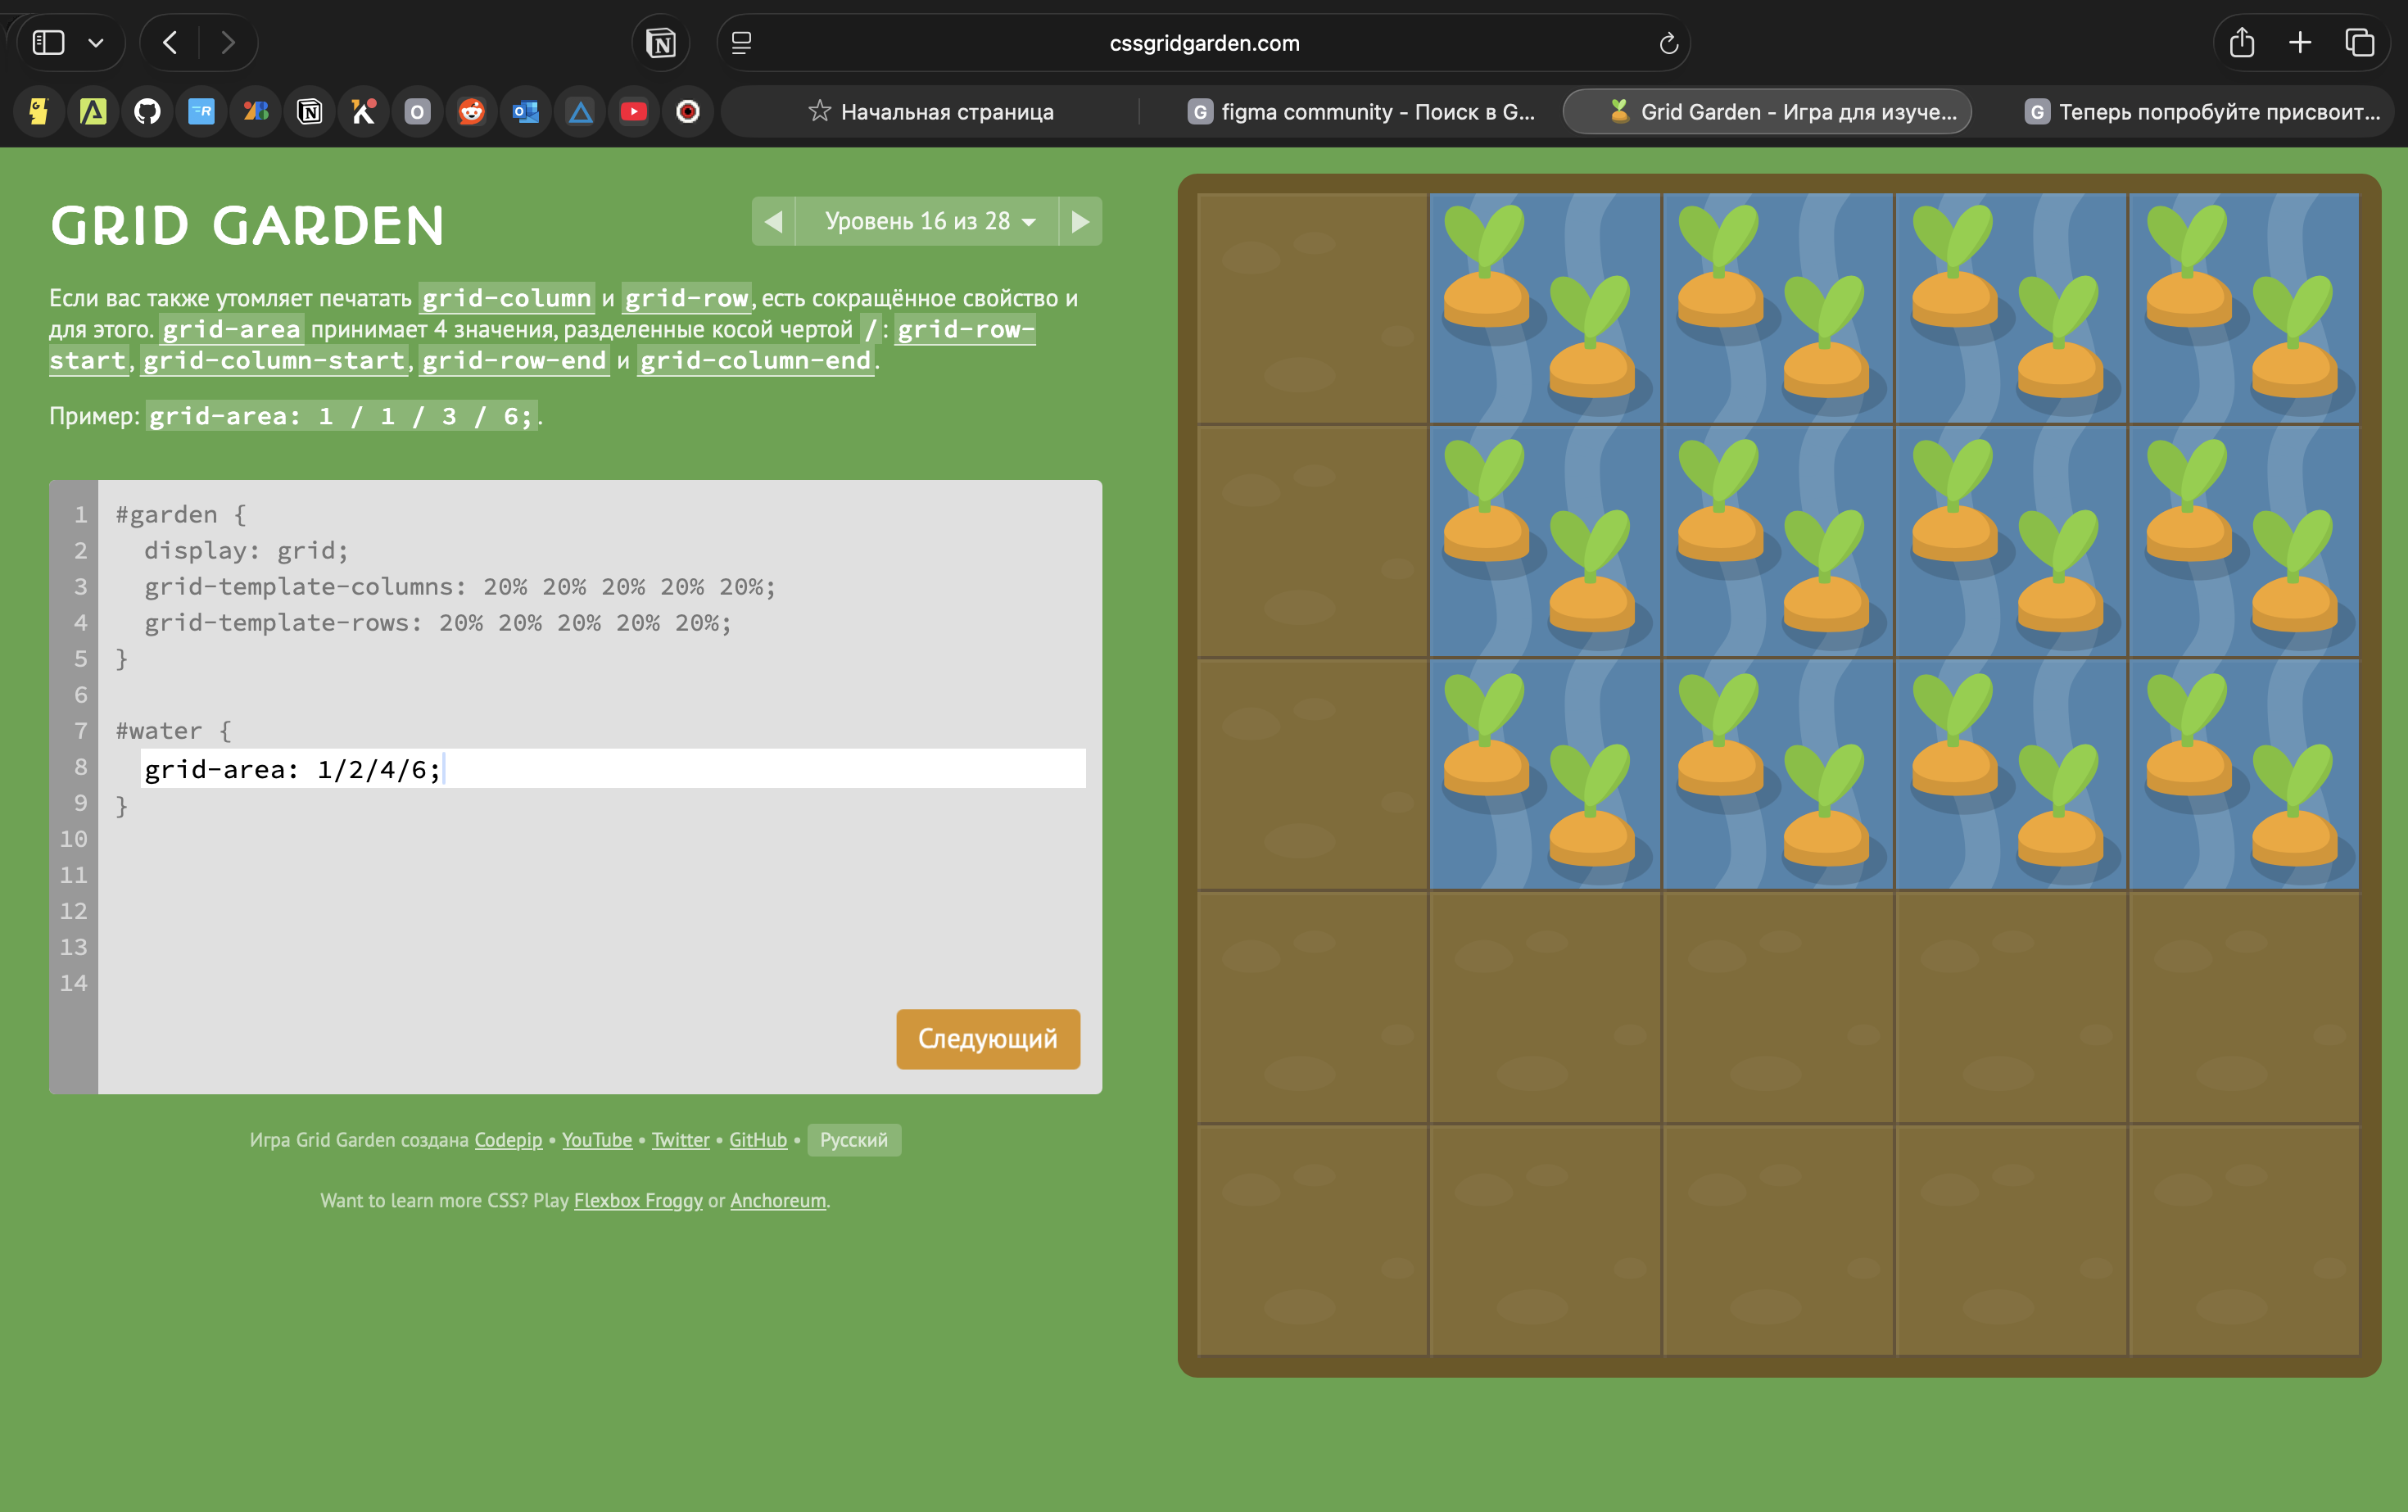 cssgridgarden.com
Начальная страница
figma community - Поиск в G...
Grid Garden - Игра для изуче...
Теперь попробуйте присвоит...
GRID GARDEN
Уровень 16 из 28
Если вас также утомляет печатать grid-column и grid-row, есть сокращённое свойство и
для этого. grid-area принимает 4 значения, разделенные косой чертой /: grid-row-
start, grid-column-start, grid-row-end и grid-column-end.
Пример: grid-area: 1 / 1 / 3 / 6;.
1 #garden {
2 display: grid;
3 grid-template-columns: 20% 20% 20% 20% 20%;
4 grid-template-rows: 20% 20% 20% 20% 20%;
5 }
6
7 #water {
8 grid-area: 1/2/4/6;
9 }
10
11
12
13
14
Следующий
Игра Grid Garden создана Codepip • YouTube • Twitter • GitHub • Русский
Want to learn more CSS? Play Flexbox Froggy or Anchoreum.